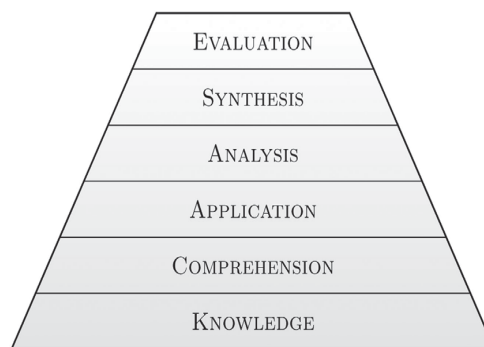 Evaluation
Synthesis
Analysis
Application
Comprehension
Knowledge